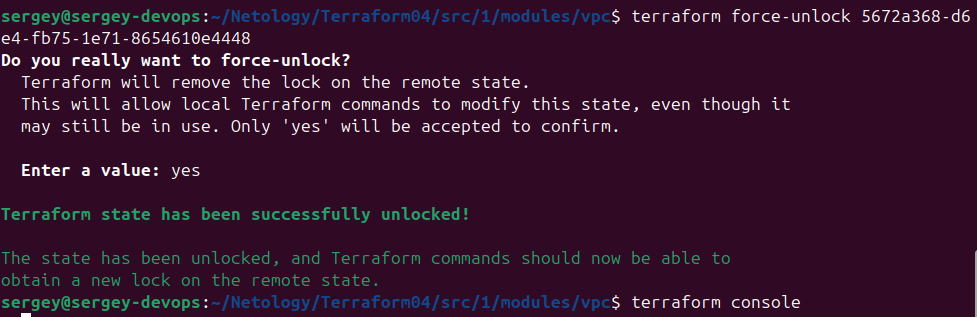 sergey@sergey-devops:~/Netology/Terraform04/src/1/modules/vpc$ terraform force-unlock 5672a368-d6
e4-fb75-1e71-8654610e4448
Do you really want to force-unlock?
Terraform will remove the lock on the remote state.
This will allow local Terraform commands to modify this state, even though it
may still be in use. Only 'yes' will be accepted to confirm.
Enter a value: yes
Terraform state has been successfully unlocked!
The state has been unlocked, and Terraform commands should now be able to
obtain a new lock on the remote state.
sergey@sergey-devops:~/Netology/Terraform04/src/1/modules/vpc$ terraform console